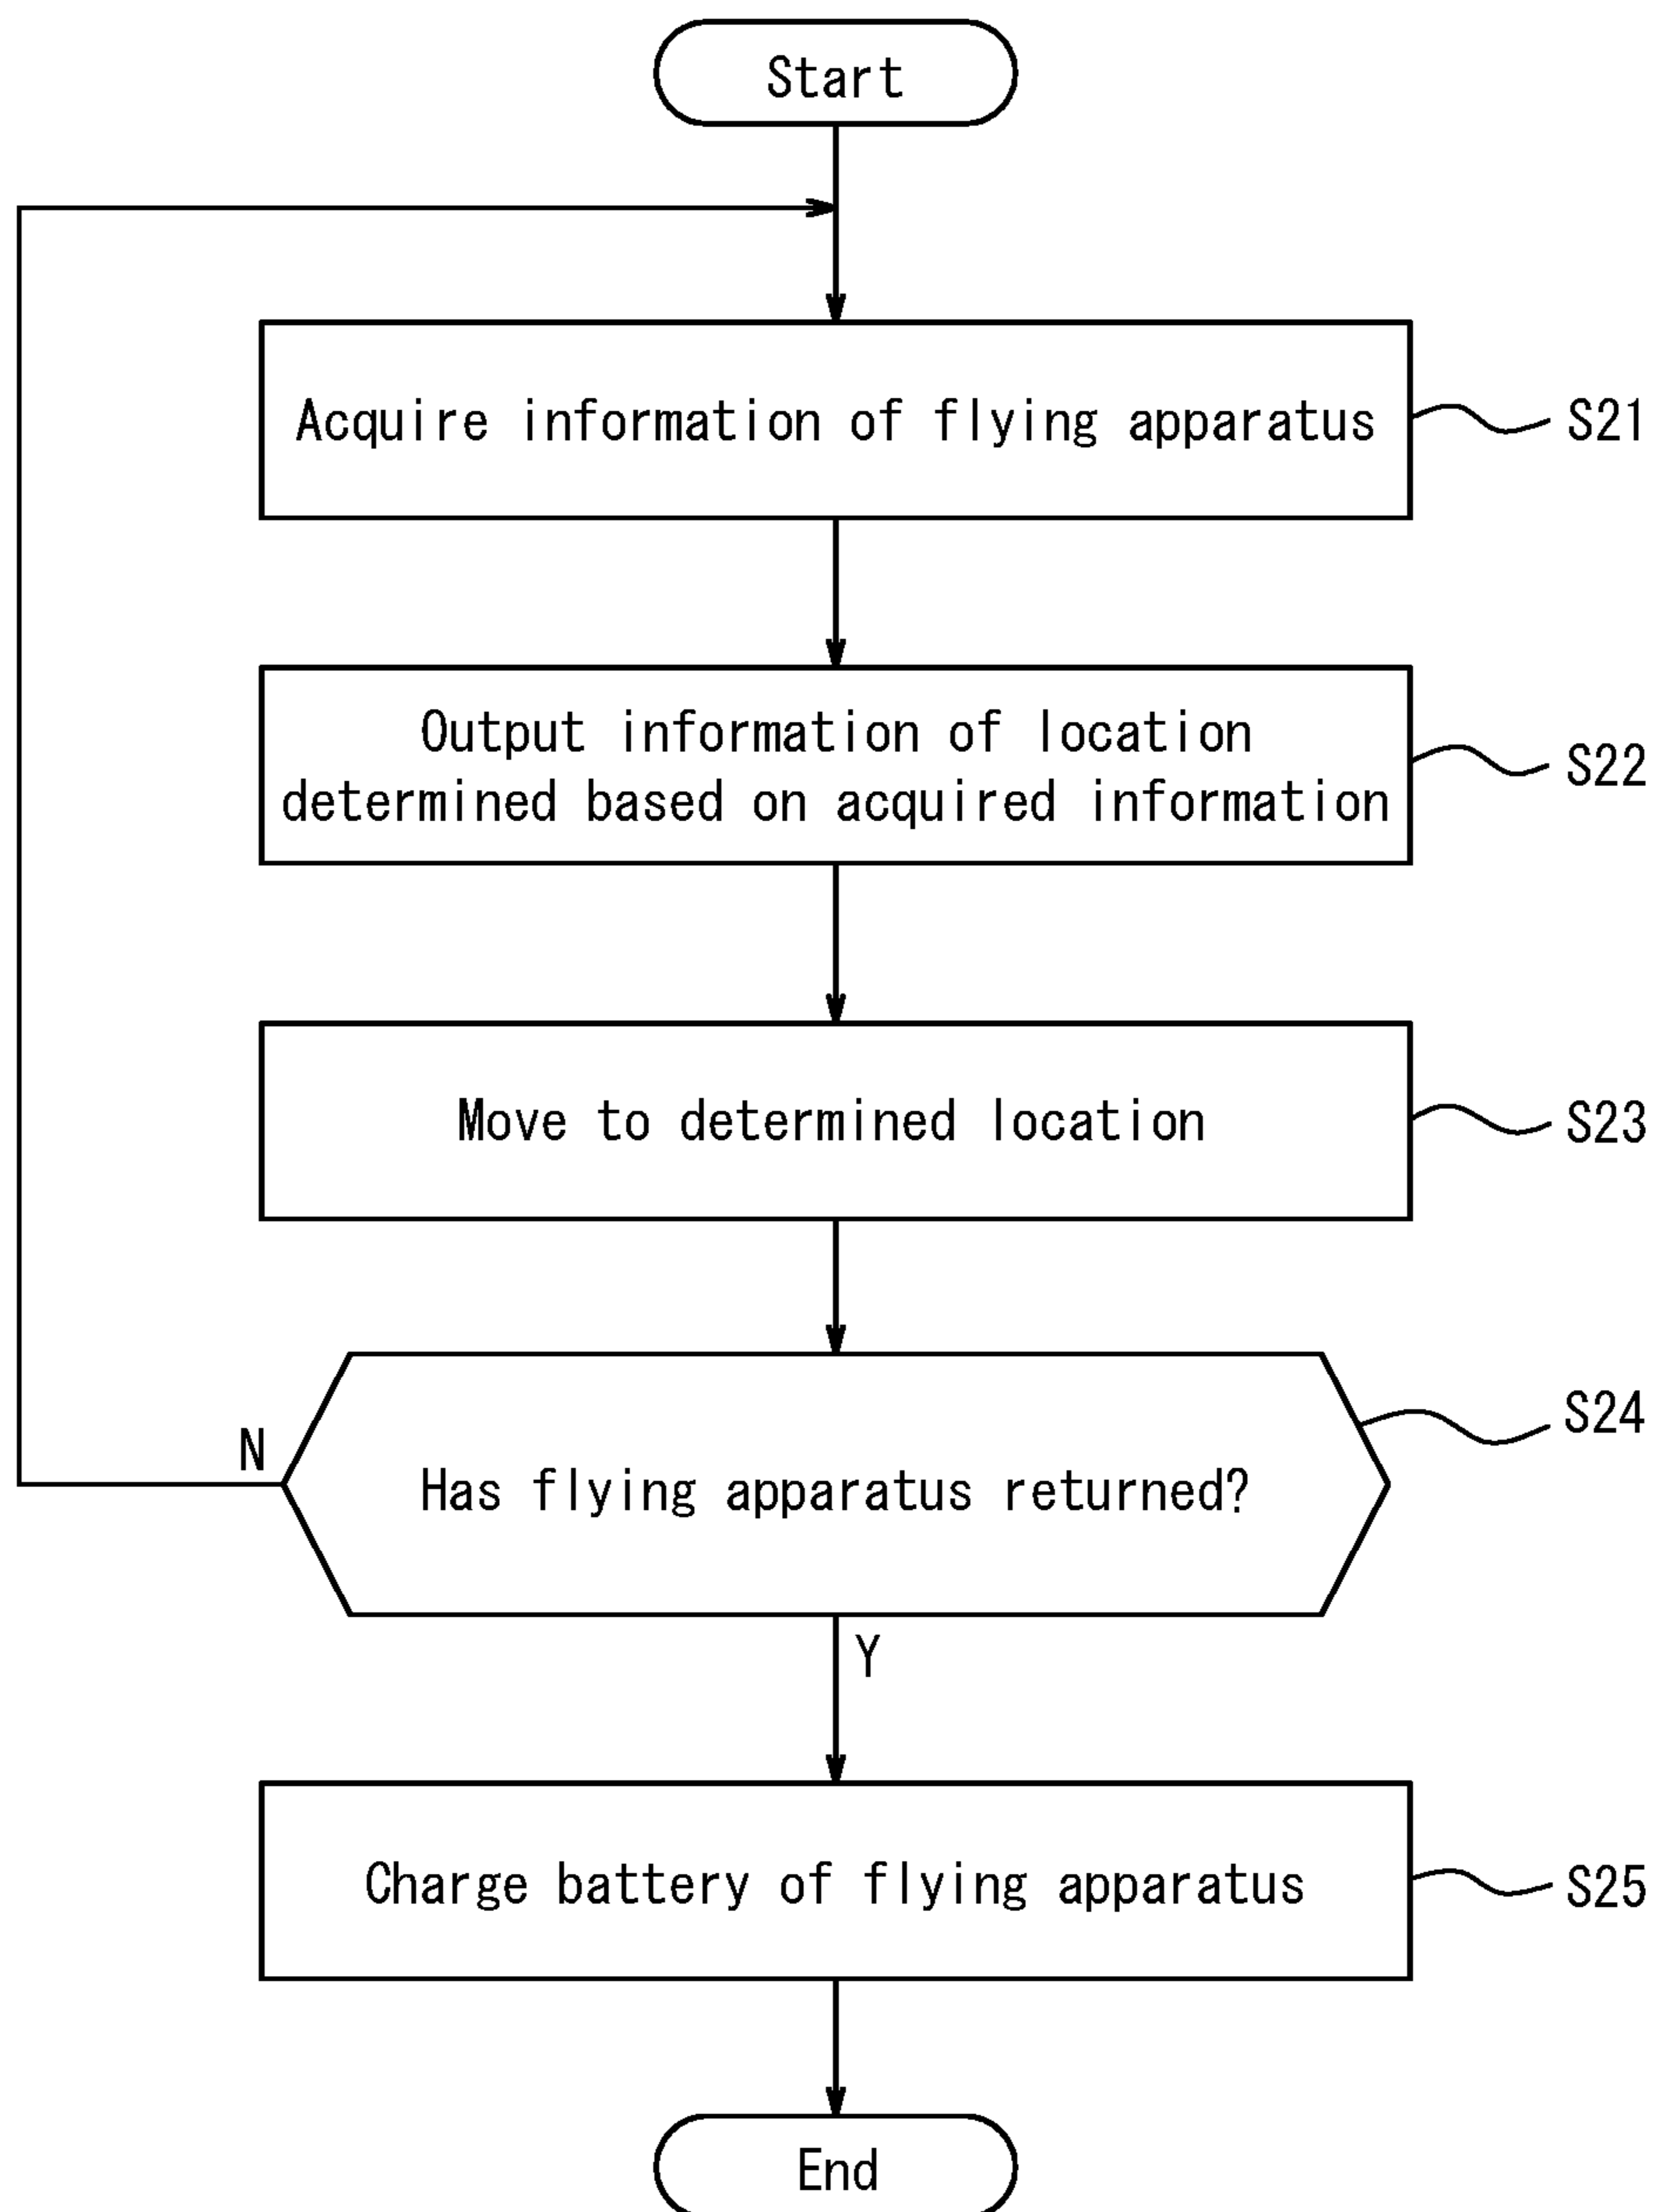 Start
Acquire information of flying apparatus
S21
Output information of location
determined based on acquired information
S22
Move to determined location
S23
Has flying apparatus returned?
S24
N
Y
Charge battery of flying apparatus
S25
End